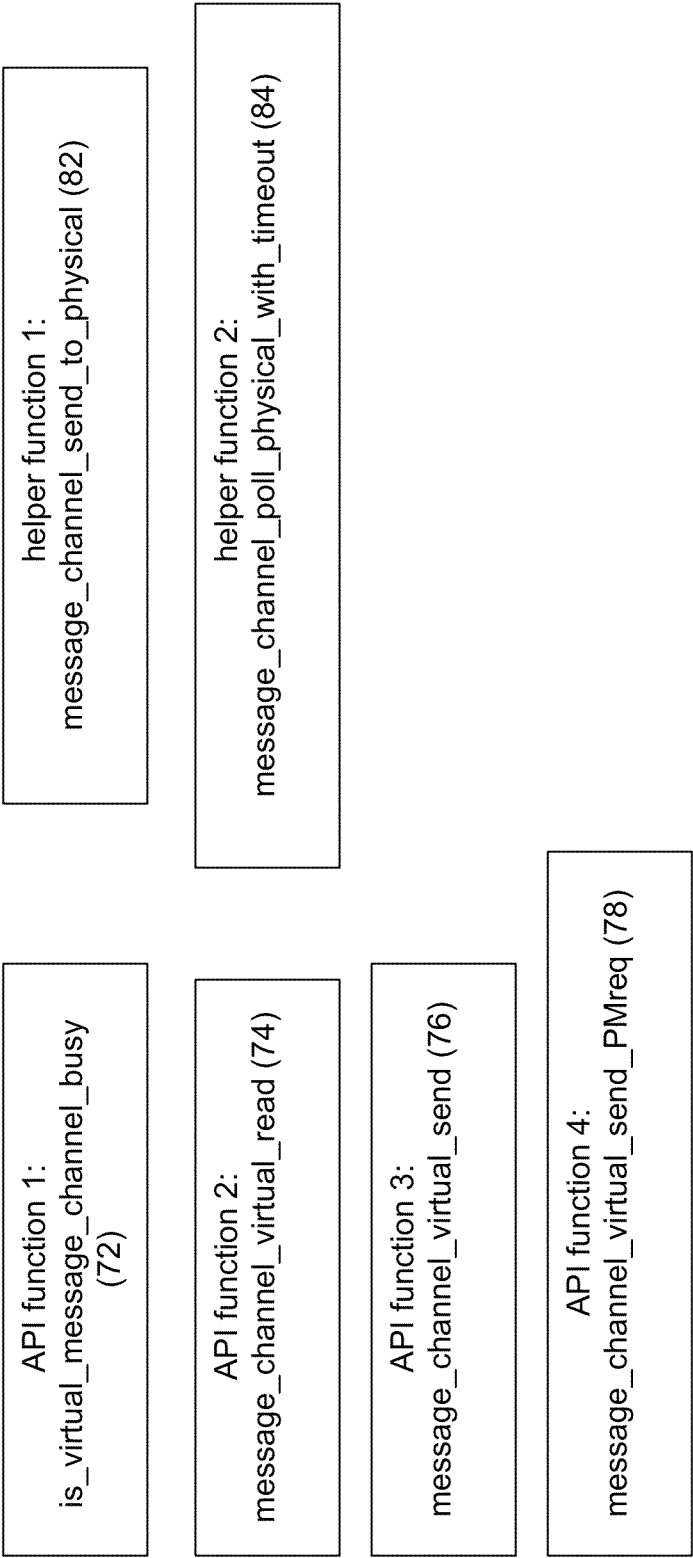 API function 1:
is_virtual_message_channel_busy
(72)
API function 2:
message_channel_virtual_read (74)
API function 3:
message_channel_virtual_send (76)
API function 4:
message_channel_virtual_send_PMreq (78)
helper function 1:
message_channel_send_to_physical (82)
helper function 2:
message_channel_poll_physical_with_timeout (84)